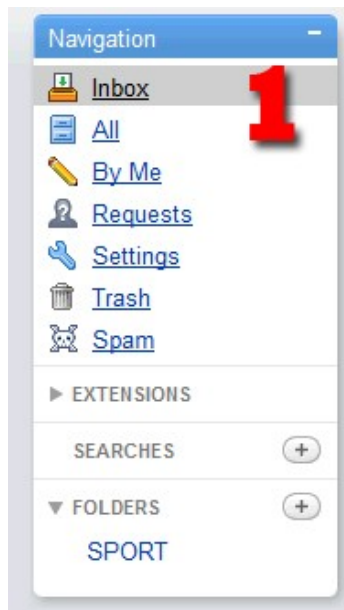 Navigation
Inbox
1
All
By Me
Requests
Settings
Trash
Spam
EXTENSIONS
SEARCHES
FOLDERS
SPORT